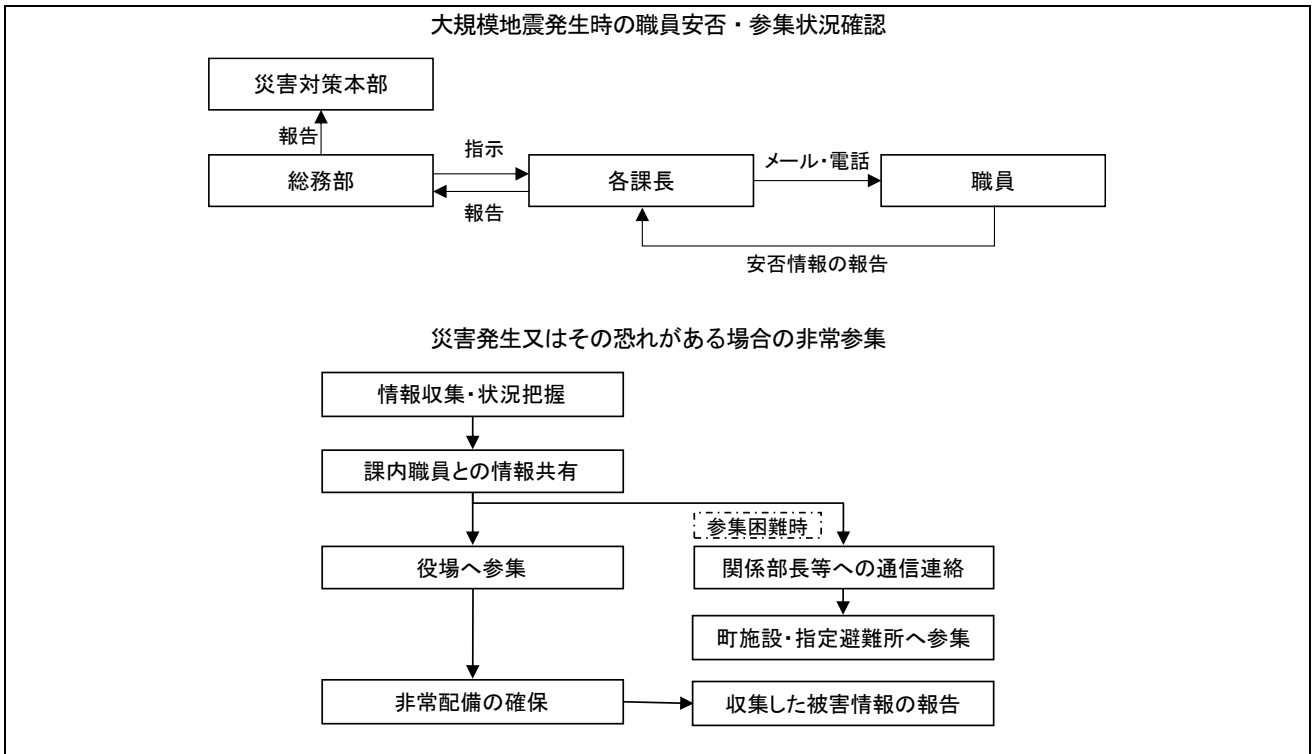 大規模地震発生時の職員安否・参集状況確認
災害対策本部
報告
指示
メール・電話
総務部
各課長
職員
報告
安否情報の報告
災害発生又はその恐れがある場合の非常参集
情報収集・状況把握
課内職員との情報共有
参集困難時
役場へ参集
関係部長等への通信連絡
町施設・指定避難所へ参集
非常配備の確保
収集した被害情報の報告